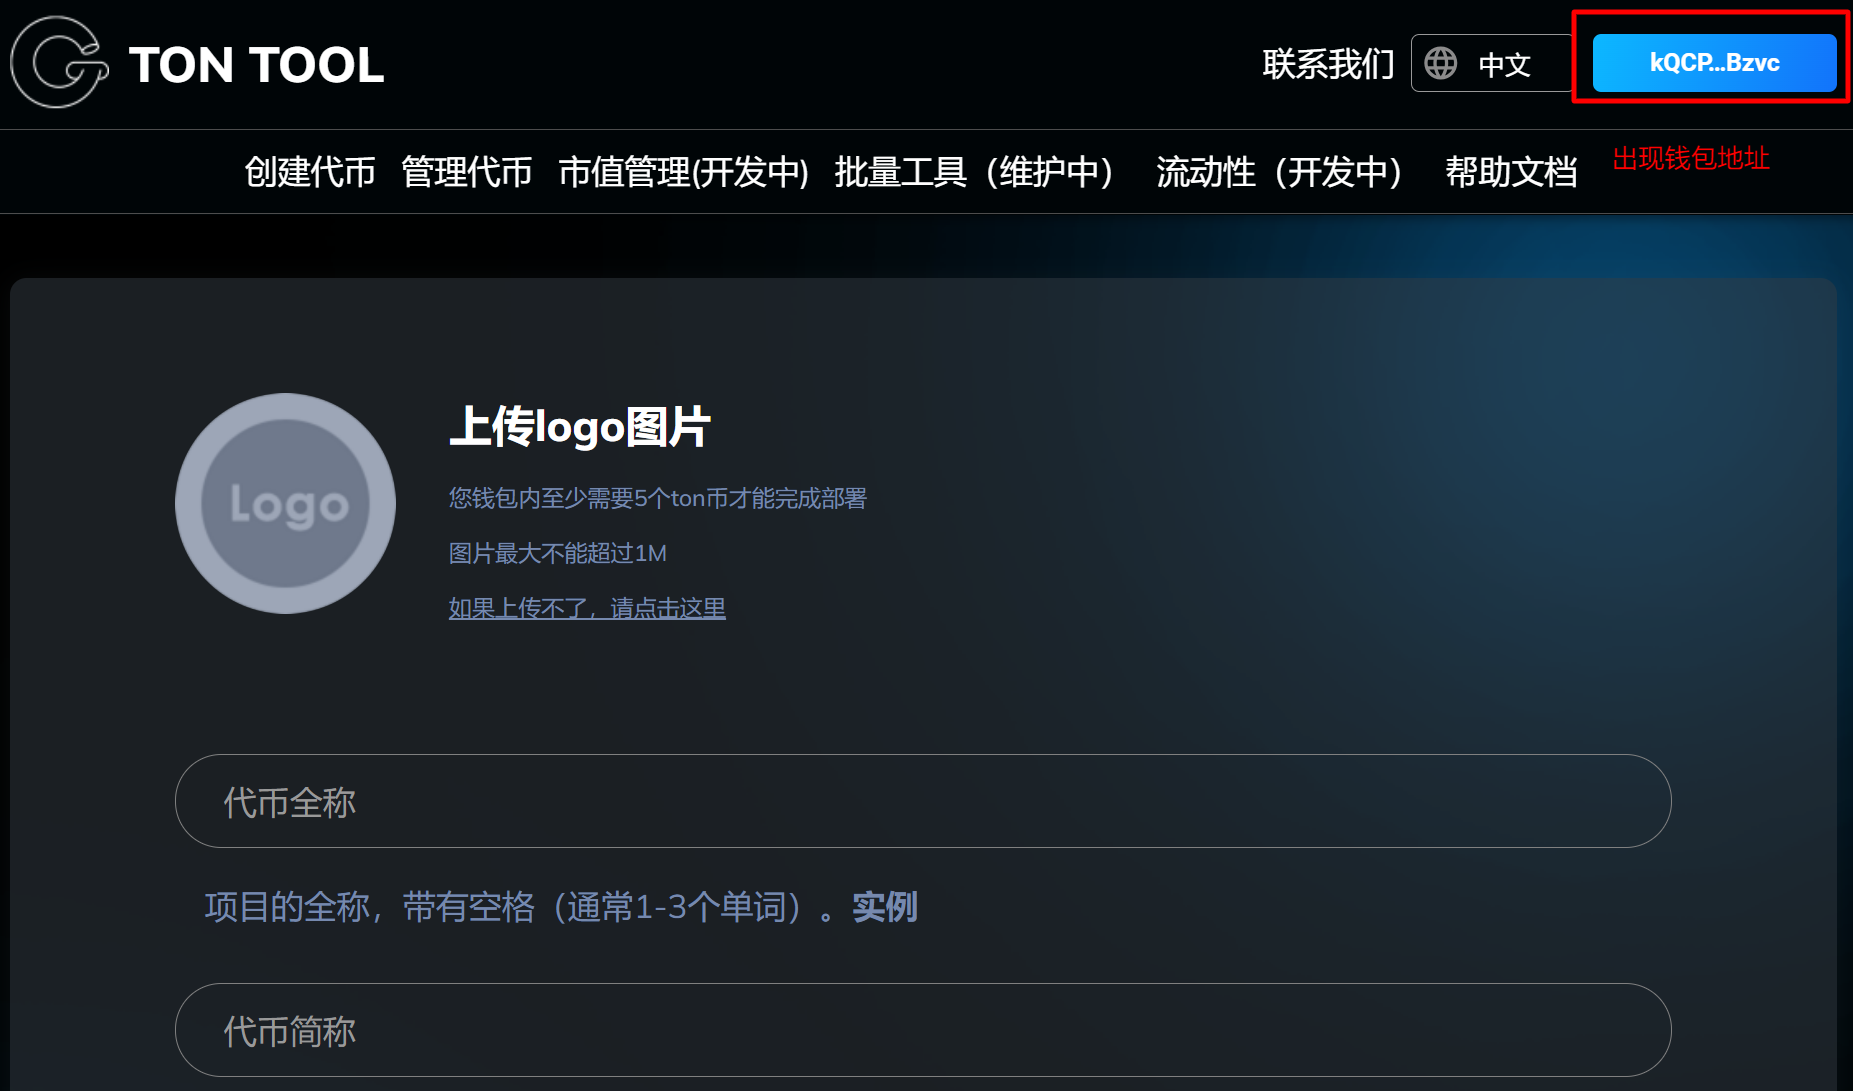 TON TOOL
联系我们
中文
kQCP...Bzvc
创建代币 管理代币 市值管理(开发中) 批量工具（维护中） 流动性（开发中） 帮助文档
出现钱包地址
Logo
上传logo图片
您钱包内至少需要5个ton币才能完成部署
图片最大不能超过1M
如果上传不了，请点击这里
代币全称
项目的全称，带有空格（通常1-3个单词）。实例
代币简称